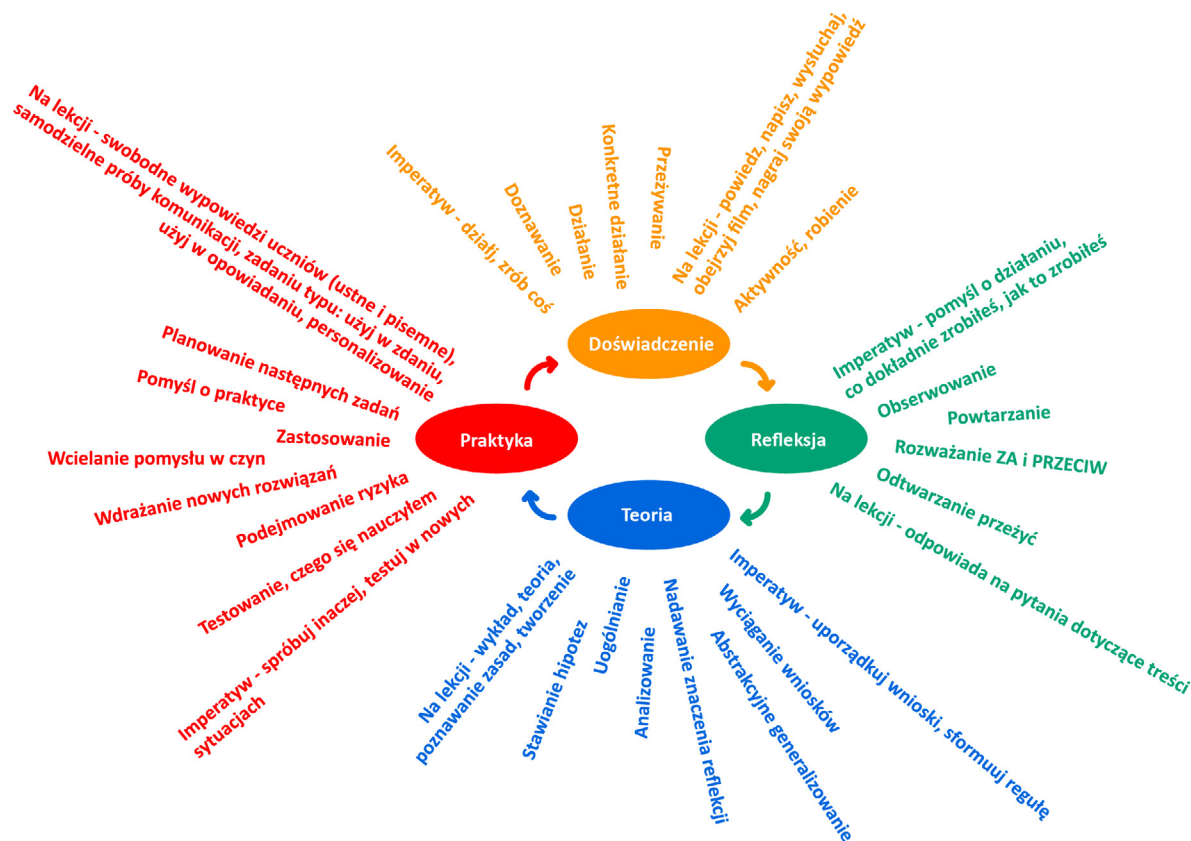 Imperatyw - działj, zrób coś
Doznawanie
Działanie
Konkretne działanie
Przeżywanie
Na lekcji - powiedz, napisz, wysłuchaj,
obejrzyj film, nagraj swoją wypowiedź
Aktywność, robienie
Doświadczenie
Imperatyw - pomyśl o działaniu,
co dokładnie zrobiłeś, jak to zrobiłeś
Obserwowanie
Powtarzanie
Rozważanie ZA i PRZECIW
Odtwarzanie przeżyć
Na lekcji - odpowiada na pytania dotyczące treści
Refleksja
Imperatyw - uporządkuj wnioski, sformuuj regułę
Wyciąganie wniosków
Abstrakcyjne generalizowanie
Nadawanie znaczenia reflekcji
Analizowanie
Uogólnianie
Stawianie hipotez
Na lekcji - wykład, teoria,
poznawanie zasad, tworzenie
Teoria
Na lekcji - swobodne wypowiedzi uczniów (ustne i pisemne),
samodzielne próby komunikacji, zadaniu typu: użyj w zdaniu,
użyj w opowiadaniu, personalizowanie
Planowanie następnych zadań
Pomyśl o praktyce
Zastosowanie
Wcielanie pomysłu w czyn
Wdrażanie nowych rozwiązań
Podejmowanie ryzyka
Testowanie, czego się nauczyłem
Imperatyw - spróbuj inaczej, testuj w nowych
sytuacjach
Praktyka